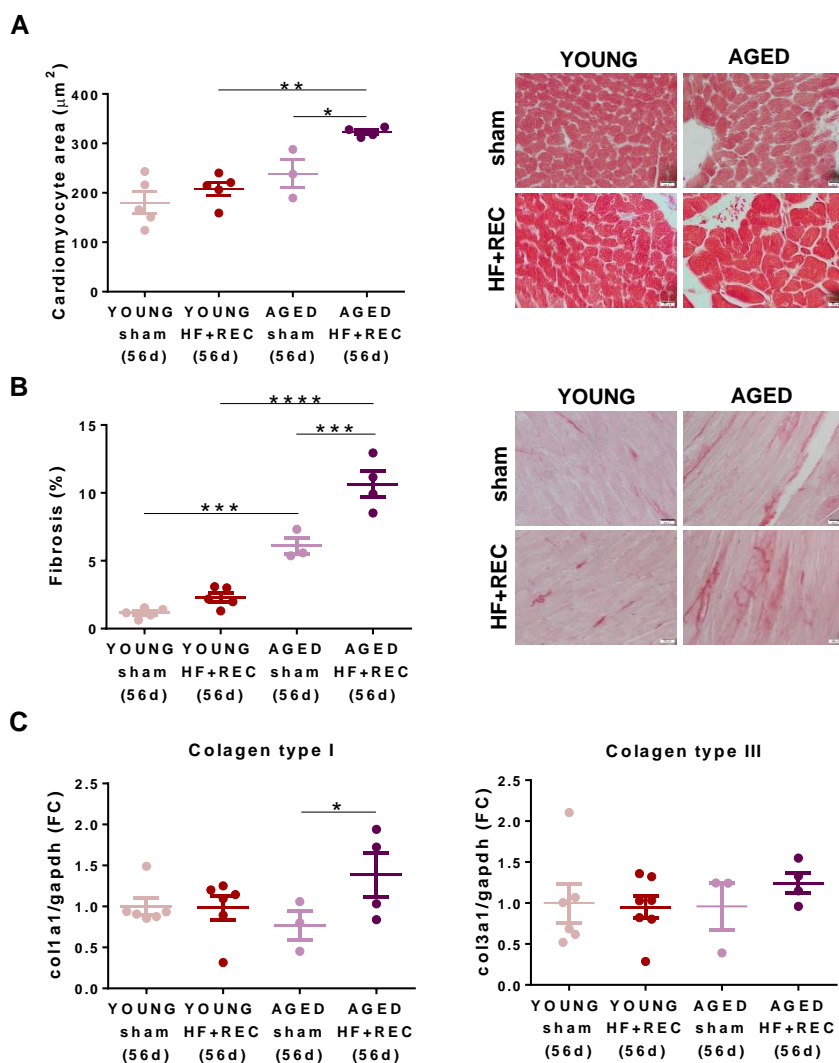 A
Cardiomyocyte area (μm²)
400
300
200
100
0
**
*
YOUNG sham (56d)
YOUNG HF+REC (56d)
AGED sham (56d)
AGED HF+REC (56d)
YOUNG
AGED
sham
HF+REC
B
Fibrosis (%)
15
10
5
0
****
***
***
YOUNG sham (56d)
YOUNG HF+REC (56d)
AGED sham (56d)
AGED HF+REC (56d)
YOUNG
AGED
sham
HF+REC
C
Colagen type I
col1a1/gapdh (FC)
2.5
2.0
1.5
1.0
0.5
0.0
*
YOUNG sham (56d)
YOUNG HF+REC (56d)
AGED sham (56d)
AGED HF+REC (56d)
Colagen type III
col3a1/gapdh (FC)
2.5
2.0
1.5
1.0
0.5
0.0
YOUNG sham (56d)
YOUNG HF+REC (56d)
AGED sham (56d)
AGED HF+REC (56d)